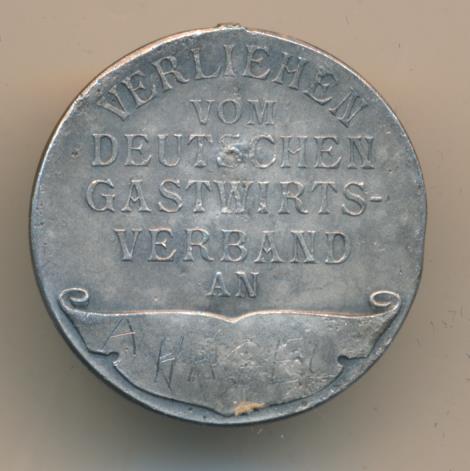 VERLIEHEN
VOM
DEUTSCHEN
GASTWIRTS-
VERBAND
AN
A